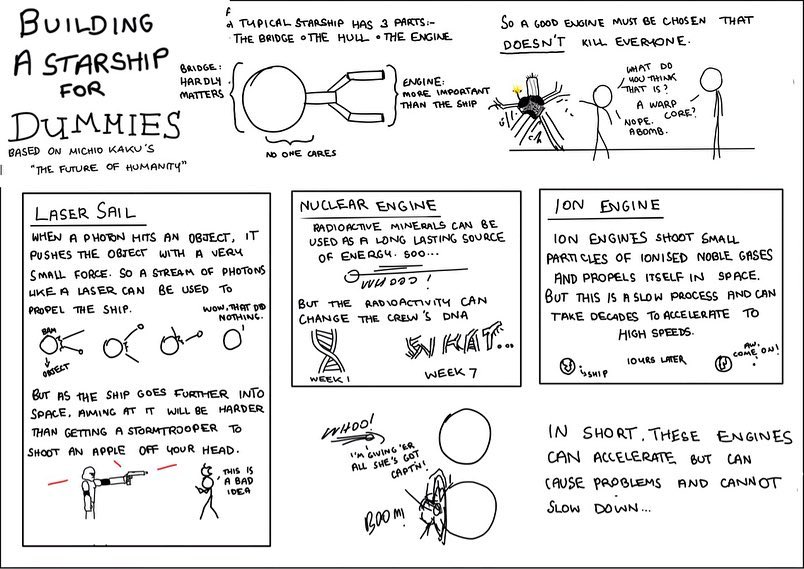 BUILDING
A STARSHIP
FOR
DUMMIES
BASED ON MICHIO KAKU'S
"THE FUTURE OF HUMANITY"
A TYPICAL STARSHIP HAS 3 PARTS:-
• THE BRIDGE • THE HULL • THE ENGINE
BRIDGE:
HARDLY
MATTERS
ENGINE:
MORE IMPORTANT
THAN THE SHIP
NO ONE CARES
SO A GOOD ENGINE MUST BE CHOSEN THAT
DOESN'T KILL EVERYONE.
WHAT DO
YOU THINK
THAT IS?
A WARP
CORE?
NOPE.
A BOMB.
LASER SAIL
WHEN A PHOTON HITS AN OBJECT, IT
PUSHES THE OBJECT WITH A VERY
SMALL FORCE. SO A STREAM OF PHOTONS
LIKE A LASER CAN BE USED TO
PROPEL THE SHIP.
WOW, THAT DID
NOTHING.
BAM
OBJECT
BUT AS THE SHIP GOES FURTHER INTO
SPACE, AIMING AT IT WILL BE HARDER
THAN GETTING A STORMTROOPER TO
SHOOT AN APPLE OFF YOUR HEAD.
THIS IS
A BAD
IDEA
NUCLEAR ENGINE
RADIOACTIVE MINERALS CAN BE
USED AS A LONG LASTING SOURCE
OF ENERGY. SOO...
BUT THE RADIOACTIVITY CAN
CHANGE THE CREW'S DNA
WHAT...
WEEK 1
WEEK 7
ION ENGINE
ION ENGINES SHOOT SMALL
PARTICLES OF IONISED NOBLE GASES
AND PROPELS ITSELF IN SPACE.
BUT THIS IS A SLOW PROCESS AND CAN
TAKE DECADES TO ACCELERATE TO
HIGH SPEEDS.
SHIP
10 YRS LATER
AW,
COME ON!
WHOO!
I'M GIVING 'ER
ALL SHE'S GOT
CAPT'N!
BOOM!
IN SHORT, THESE ENGINES
CAN ACCELERATE BUT CAN
CAUSE PROBLEMS AND CANNOT
SLOW DOWN...